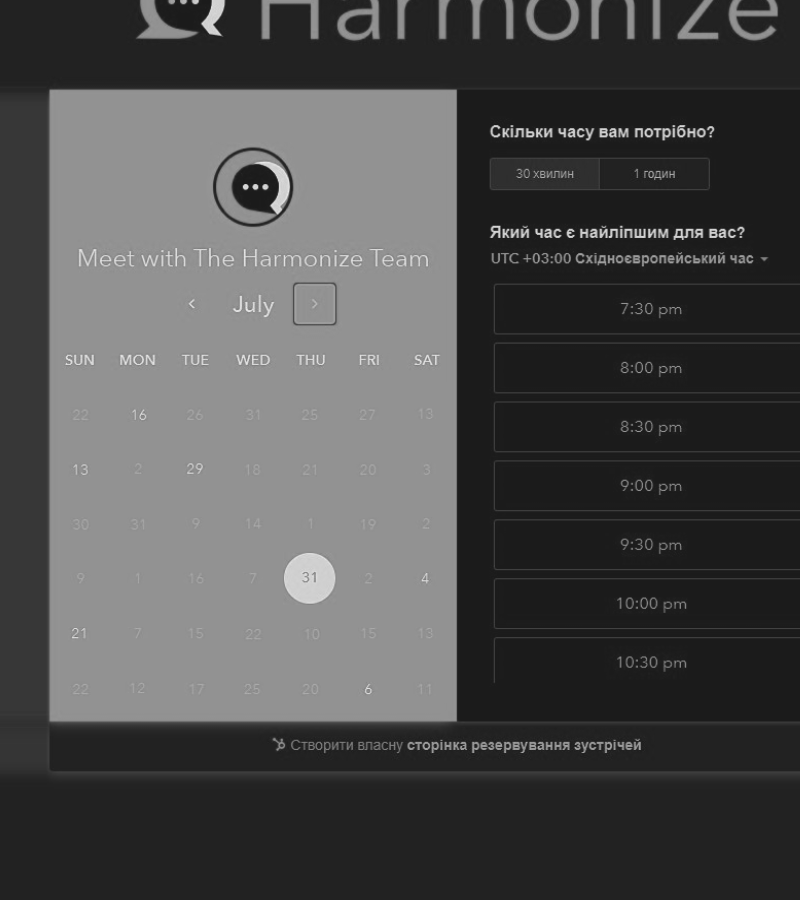 Harmonize
Meet with The Harmonize Team
July
SUN MON TUE WED THU FRI SAT
22 16 26 31 25 27 13
13 2 29 18 21 20 3
30 31 9 14 1 19 2
9 1 16 7 31 2 4
21 7 15 22 10 15 13
22 12 17 25 20 6 11
Скільки часу вам потрібно?
30 хвилин 1 годин
Який час є найліпшим для вас?
UTC +03:00 Східноєвропейський час
7:30 pm
8:00 pm
8:30 pm
9:00 pm
9:30 pm
10:00 pm
10:30 pm
Створити власну сторінка резервування зустрічей